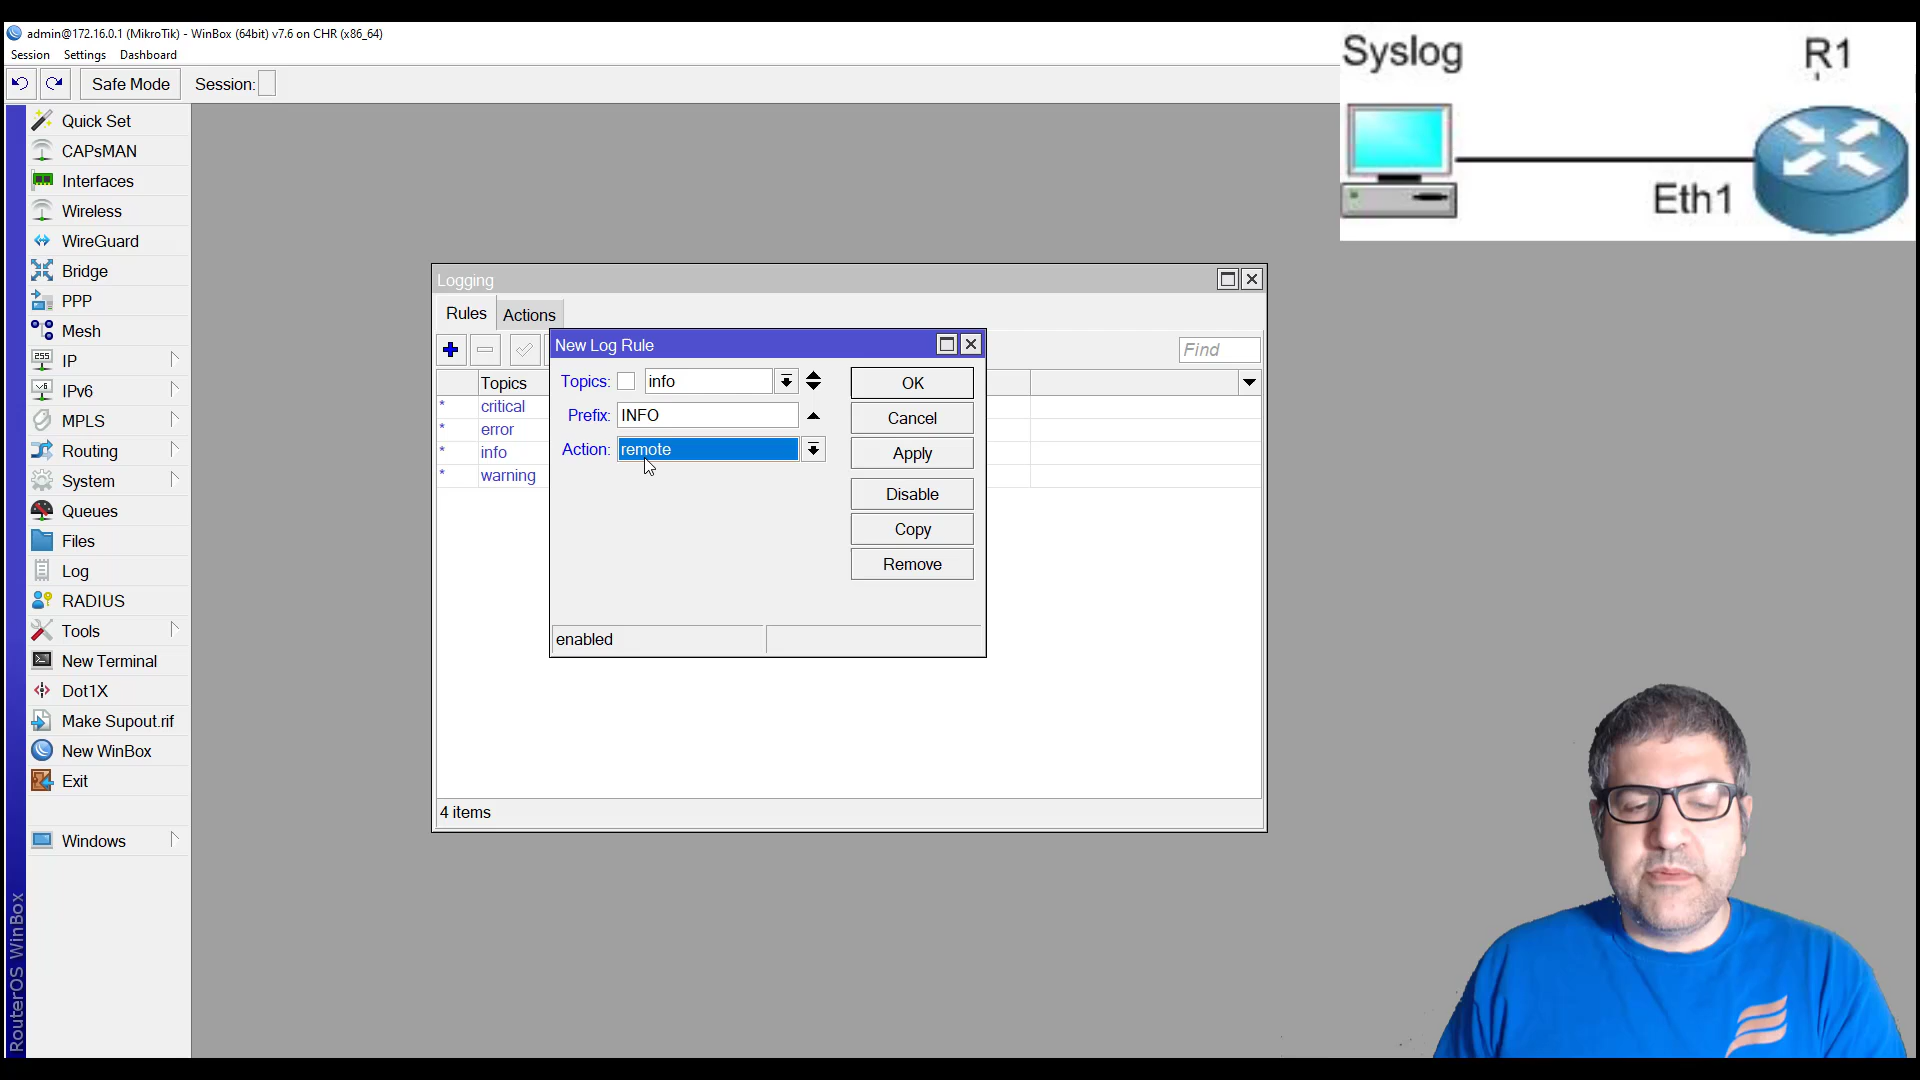 admin@172.16.0.1 (MikroTik) - WinBox (64bit) v7.6 on CHR (x86_64)
Session Settings Dashboard
Safe Mode Session:
Quick Set
CAPsMAN
Interfaces
Wireless
WireGuard
Bridge
PPP
Mesh
255
IP
v6
IPv6
MPLS
Routing
System
Queues
Files
Log
RADIUS
Tools
New Terminal
Dot1X
Make Supout.rif
New WinBox
Exit
Windows
RouterOS WinBox
Logging
Rules Actions
Find
Topics
* critical
* error
* info
* warning
4 items
New Log Rule
Topics: info
Prefix: INFO
Action: remote
OK
Cancel
Apply
Disable
Copy
Remove
enabled
Syslog R1
Eth1